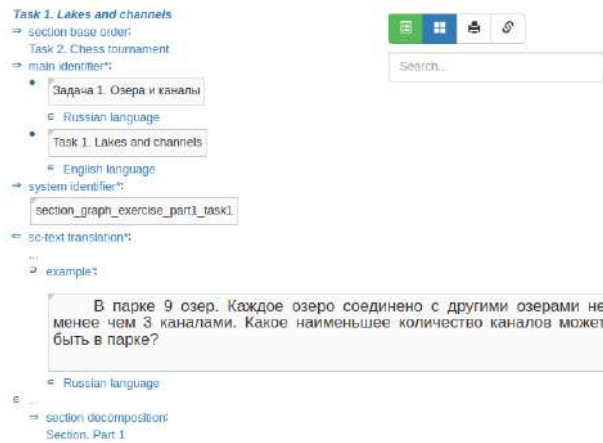 Task 1. Lakes and channels
⇒ section base order:
Task 2. Chess tournament
⇒ main identifier*:
• Задача 1. Озера и каналы
∈ Russian language
• Task 1. Lakes and channels
∈ English language
⇒ system identifier*:
section_graph_exercise_part1_task1
⇐ sc-text translation*:
...
∋ example':
В парке 9 озер. Каждое озеро соединено с другими озерами не
менее чем 3 каналами. Какое наименьшее количество каналов может
быть в парке?
∈ Russian language
∈ ...
⇒ section decomposition:
Section. Part 1
Search...